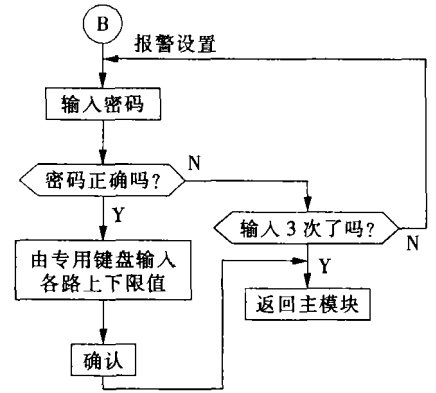 B
报警设置
输入密码
密码正确吗?
N
Y
输入3次了吗?
N
由专用键盘输入
各路上下限值
Y
返回主模块
确认